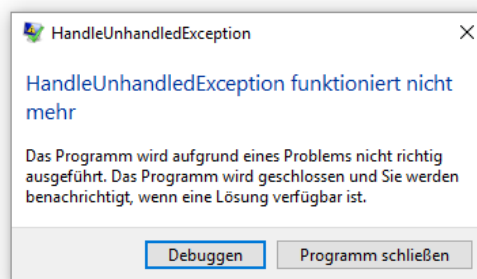 HandleUnhandledException
HandleUnhandledException funktioniert nicht
mehr
Das Programm wird aufgrund eines Problems nicht richtig
ausgeführt. Das Programm wird geschlossen und Sie werden
benachrichtigt, wenn eine Lösung verfügbar ist.
Debuggen Programm schließen